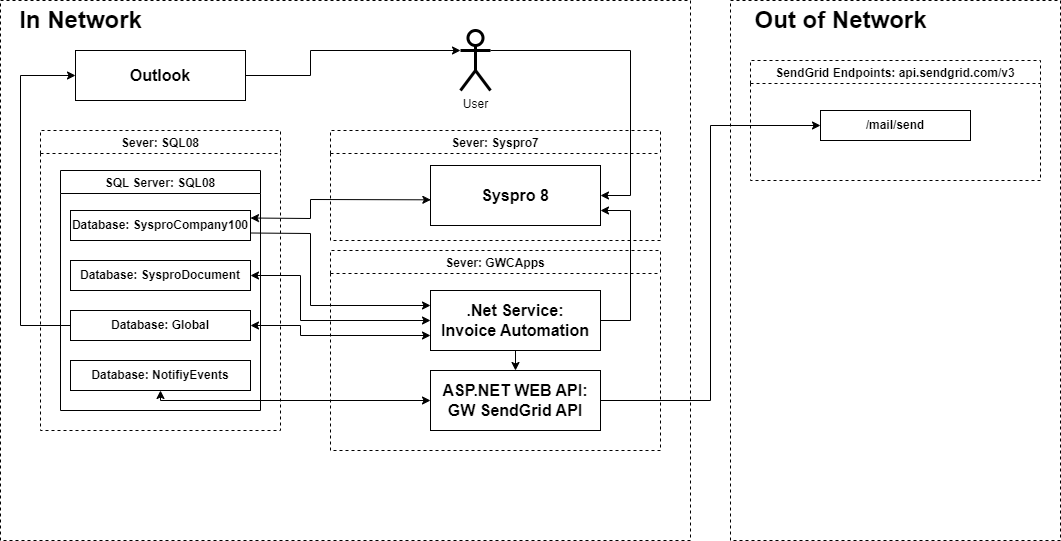 In Network
Out of Network
Outlook
User
SendGrid Endpoints: api.sendgrid.com/v3
/mail/send
Sever: SQL08
SQL Server: SQL08
Database: SysproCompany100
Database: SysproDocument
Database: Global
Database: NotifiyEvents
Sever: Syspro7
Syspro 8
Sever: GWCApps
.Net Service:
Invoice Automation
ASP.NET WEB API:
GW SendGrid API